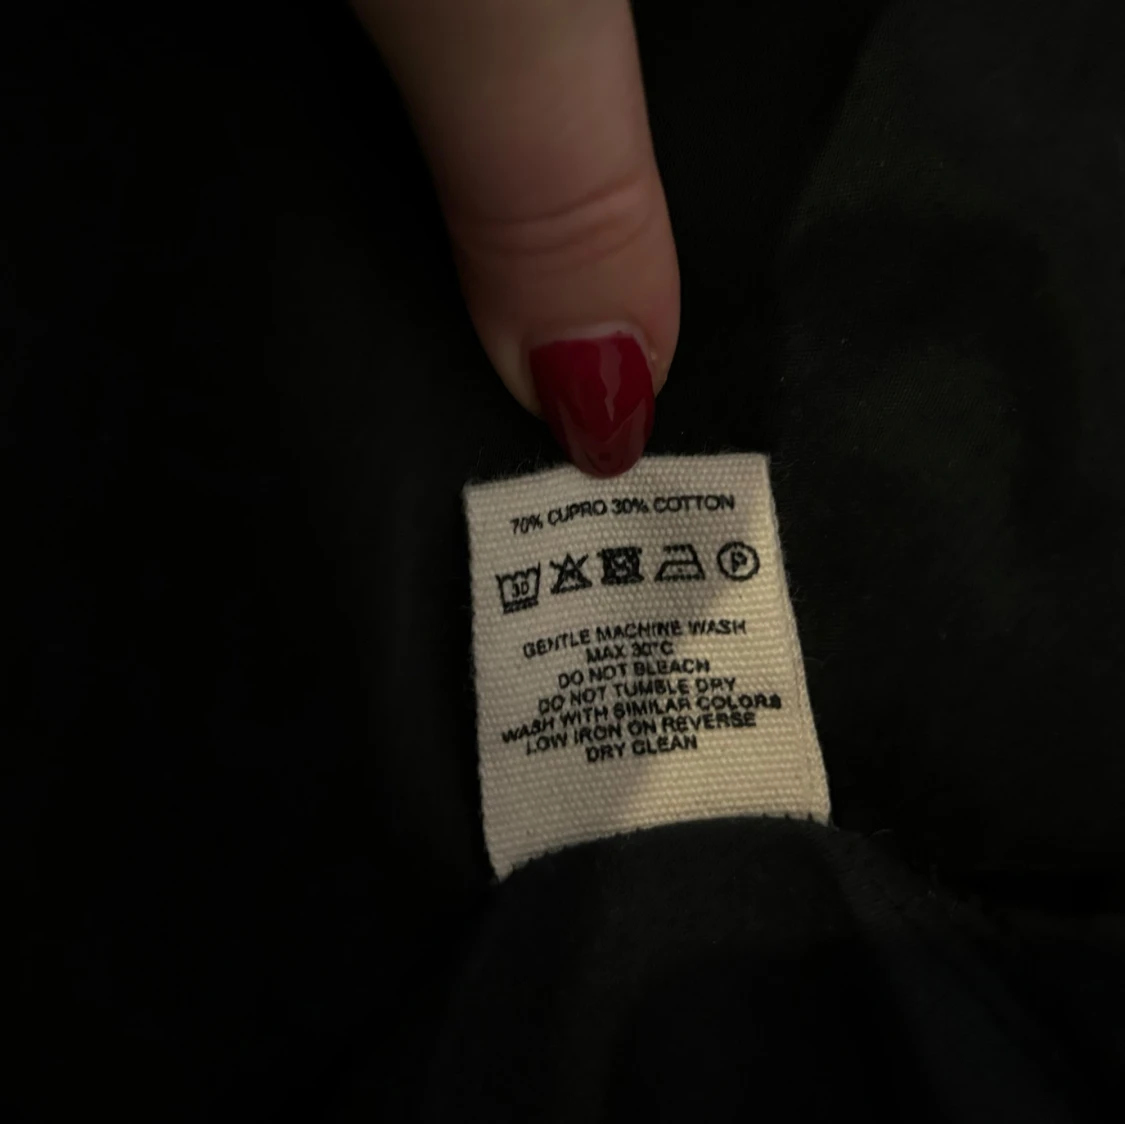 70% CUPRO 30% COTTON
30 P
GENTLE MACHINE WASH
MAX 30°C
DO NOT BLEACH
DO NOT TUMBLE DRY
WASH WITH SIMILAR COLORS
LOW IRON ON REVERSE
DRY CLEAN